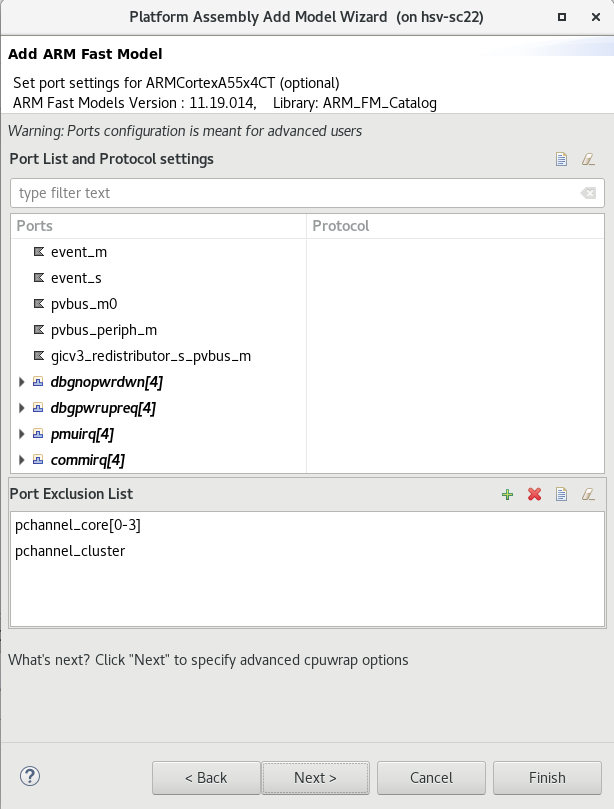 Platform Assembly Add Model Wizard (on hsv-sc22)
Add ARM Fast Model
Set port settings for ARMCortexA55x4CT (optional)
ARM Fast Models Version : 11.19.014, Library: ARM_FM_Catalog
Warning: Ports configuration is meant for advanced users
Port List and Protocol settings
type filter text
Ports Protocol
event_m
event_s
pvbus_m0
pvbus_periph_m
gicv3_redistributor_s_pvbus_m
dbgnopwrdwn[4]
dbgpwrupreq[4]
pmuirq[4]
commirq[4]
Port Exclusion List
pchannel_core[0-3]
pchannel_cluster
What's next? Click "Next" to specify advanced cpuwrap options
? < Back Next > Cancel Finish